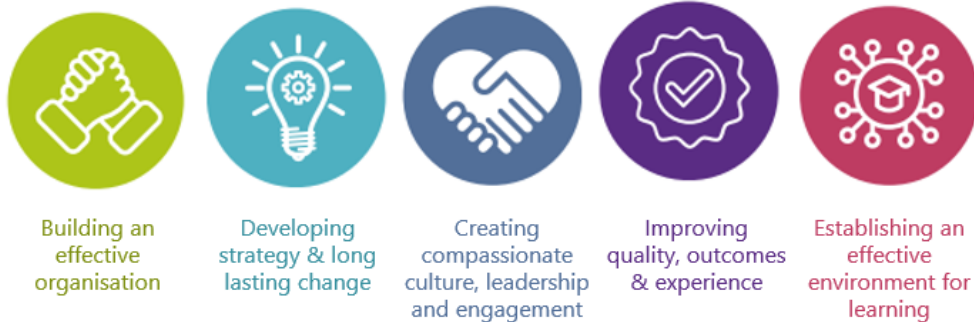 Building an
effective
organisation
Developing
strategy & long
lasting change
Creating
compassionate
culture, leadership
and engagement
Improving
quality, outcomes
& experience
Establishing an
effective
environment for
learning